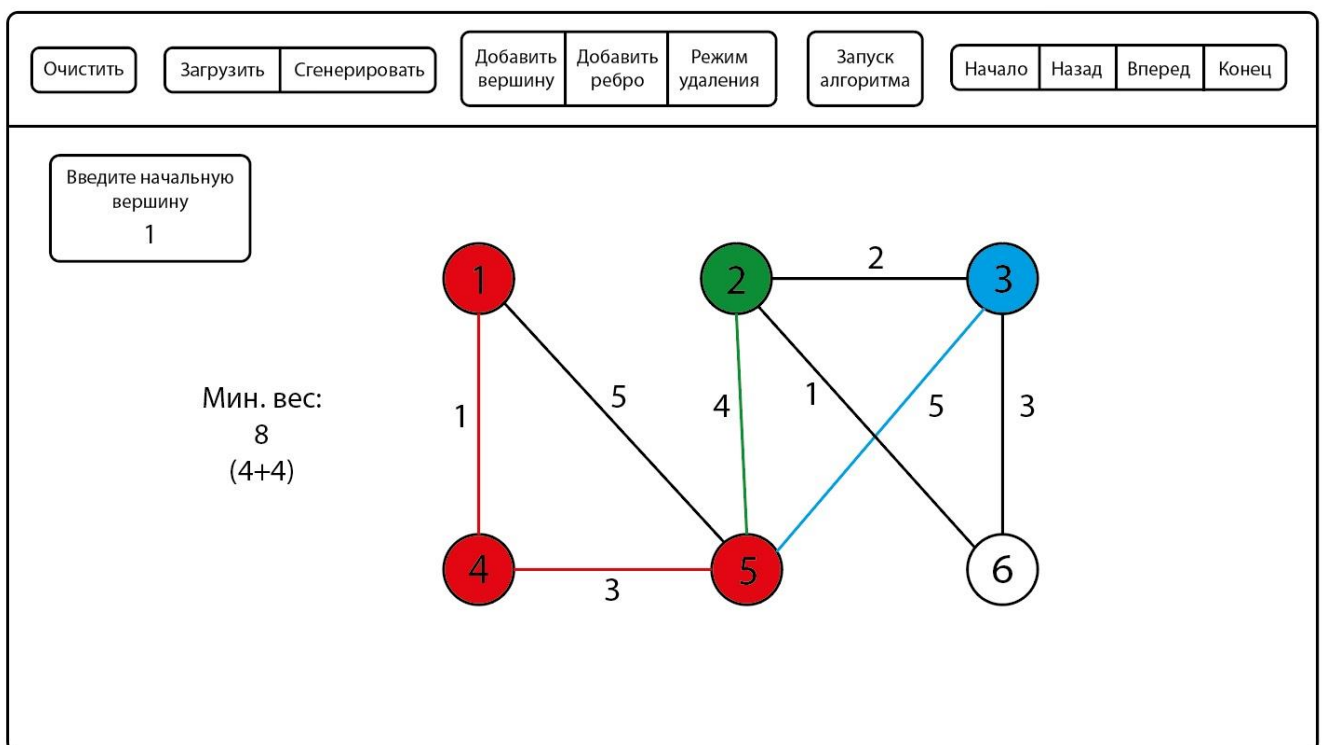 Очистить
Загрузить
Сгенерировать
Добавить
вершину
Добавить
ребро
Режим
удаления
Запуск
алгоритма
Начало
Назад
Вперед
Конец
Введите начальную
вершину
1
1
2
2
3
Мин. вес:
8
(4+4)
1
5
4
1
5
3
4
3
5
6